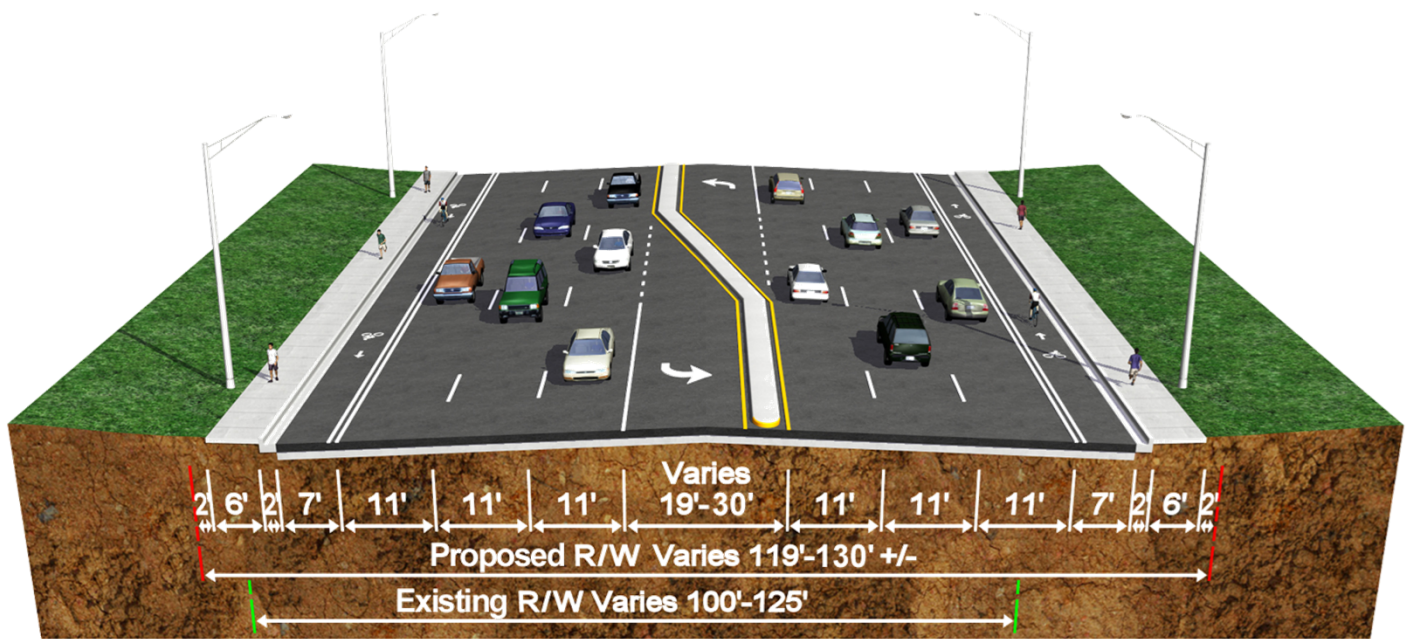 Varies
2' 6' 2' 7' 11' 11' 11' 19'-30' 11' 11' 11' 7' 2' 6' 2'
Proposed R/W Varies 119'-130' +/-
Existing R/W Varies 100'-125'